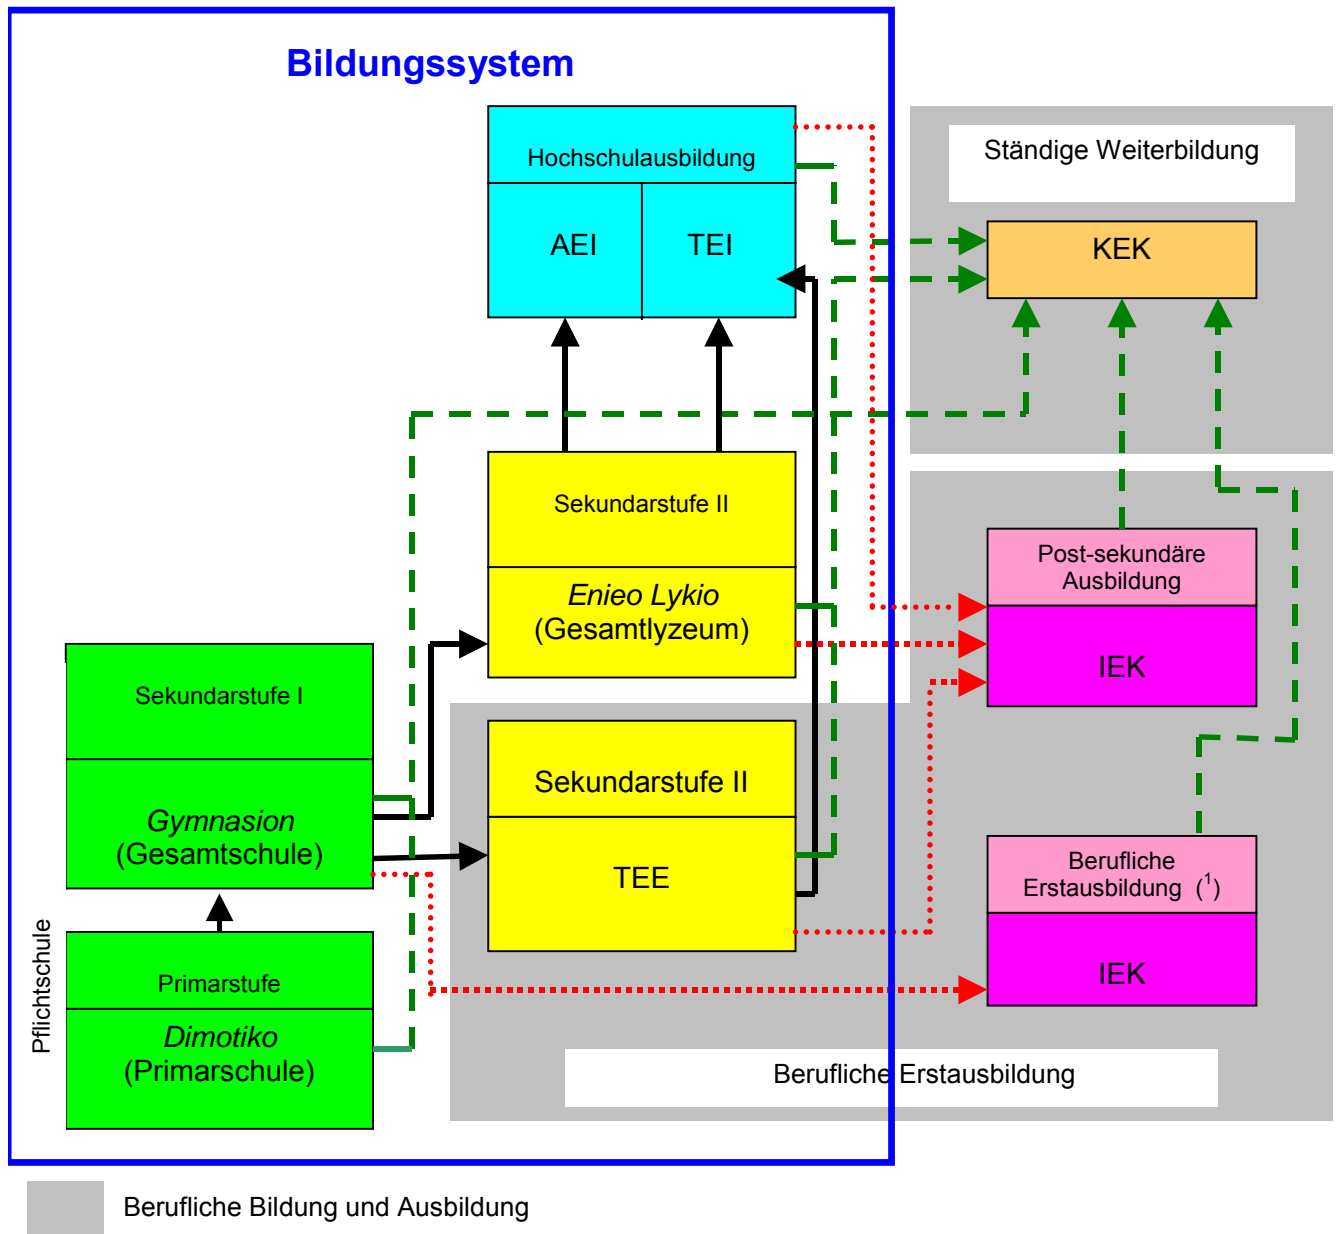 Bildungssystem
Hochschulausbildung
AEI
TEI
Ständige Weiterbildung
KEK
Sekundarstufe II
Enieo Lykio
(Gesamtlyzeum)
Post-sekundäre
Ausbildung
IEK
Sekundarstufe I
Gymnasion
(Gesamtschule)
Sekundarstufe II
TEE
Berufliche
Erstausbildung (¹)
IEK
Pflichtschule
Primarstufe
Dimotiko
(Primarschule)
Berufliche Erstausbildung
Berufliche Bildung und Ausbildung